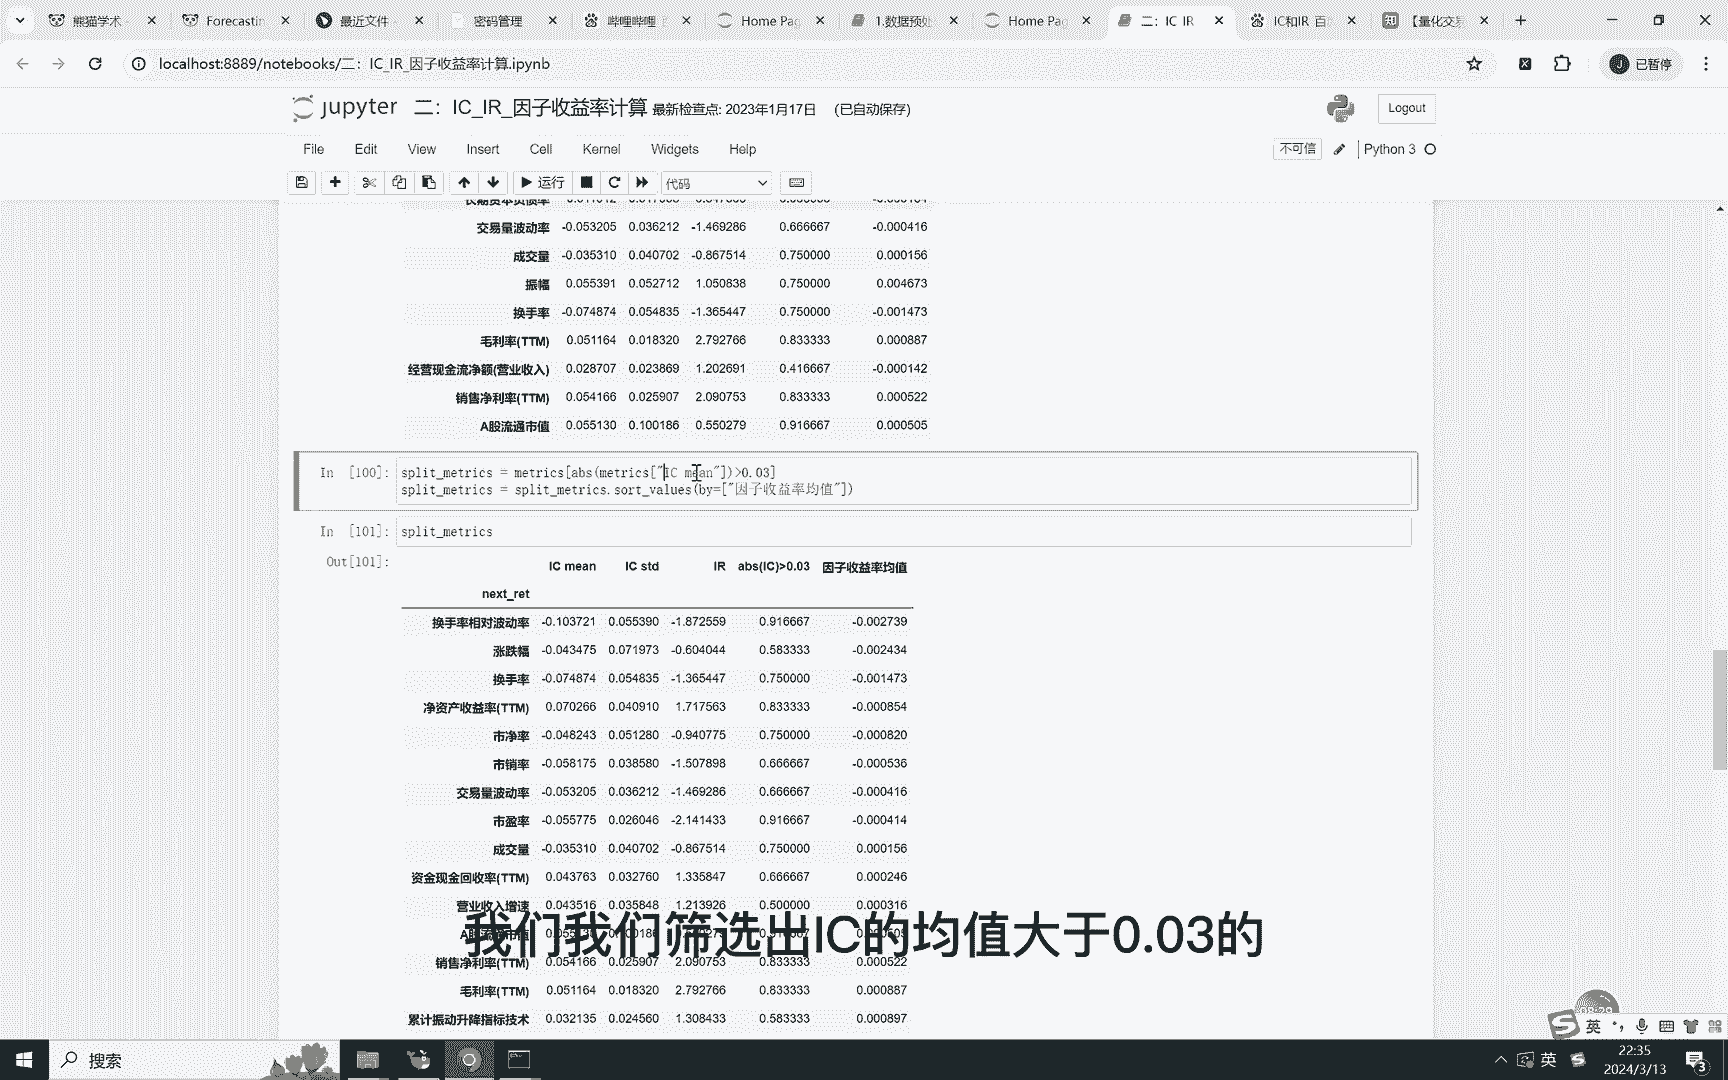 熊猫学术
Forecastin
最近文件
密码管理
哔哩哔哩
Home Pag
1.数据预处
Home Pag
二：IC IR
IC和IR 百
【量化交易
localhost:8889/notebooks/二：IC_IR_因子收益率计算.ipynb
已暂停
jupyter 二：IC_IR_因子收益率计算 最新检查点: 2023年1月17日 (已自动保存)
Logout
File Edit View Insert Cell Kernel Widgets Help
不可信 Python 3
运行 代码
交易量波动率 -0.053205 0.036212 -1.469286 0.666667 -0.000416
成交量 -0.035310 0.040702 -0.867514 0.750000 0.000156
振幅 0.055391 0.052712 1.050838 0.750000 0.004673
换手率 -0.074874 0.054835 -1.365447 0.750000 -0.001473
毛利率(TTM) 0.051164 0.018320 2.792766 0.833333 0.000887
经营现金流净额(营业收入) 0.028707 0.023869 1.202691 0.416667 -0.000142
销售净利率(TTM) 0.054166 0.025907 2.090753 0.833333 0.000522
A股流通市值 0.055130 0.100186 0.550279 0.916667 0.000505
In [100]: split_metrics = metrics[abs(metrics["IC mean"])>0.03]
split_metrics = split_metrics.sort_values(by=["因子收益率均值"])
In [101]: split_metrics
Out[101]:
IC mean IC std IR abs(IC)>0.03 因子收益率均值
next_ret
换手率相对波动率 -0.103721 0.055390 -1.872559 0.916667 -0.002739
涨跌幅 -0.043475 0.071973 -0.604044 0.583333 -0.002434
换手率 -0.074874 0.054835 -1.365447 0.750000 -0.001473
净资产收益率(TTM) 0.070266 0.040910 1.717563 0.833333 -0.000854
市净率 -0.048243 0.051280 -0.940775 0.750000 -0.000820
市销率 -0.058175 0.038580 -1.507898 0.666667 -0.000536
交易量波动率 -0.053205 0.036212 -1.469286 0.666667 -0.000416
市盈率 -0.055775 0.026046 -2.141433 0.916667 -0.000414
成交量 -0.035310 0.040702 -0.867514 0.750000 0.000156
资金现金回收率(TTM) 0.043763 0.032760 1.335847 0.666667 0.000246
营业收入增速 0.043516 0.035848 1.213926 0.500000 0.000316
我们我们筛选出IC的均值大于0.03的
销售净利率(TTM) 0.054166 0.025907 2.090753 0.833333 0.000522
毛利率(TTM) 0.051164 0.018320 2.792766 0.833333 0.000887
累计振动升降指标技术 0.032135 0.024560 1.308433 0.583333 0.000897
英
搜索
英
22:35
2024/3/13
3